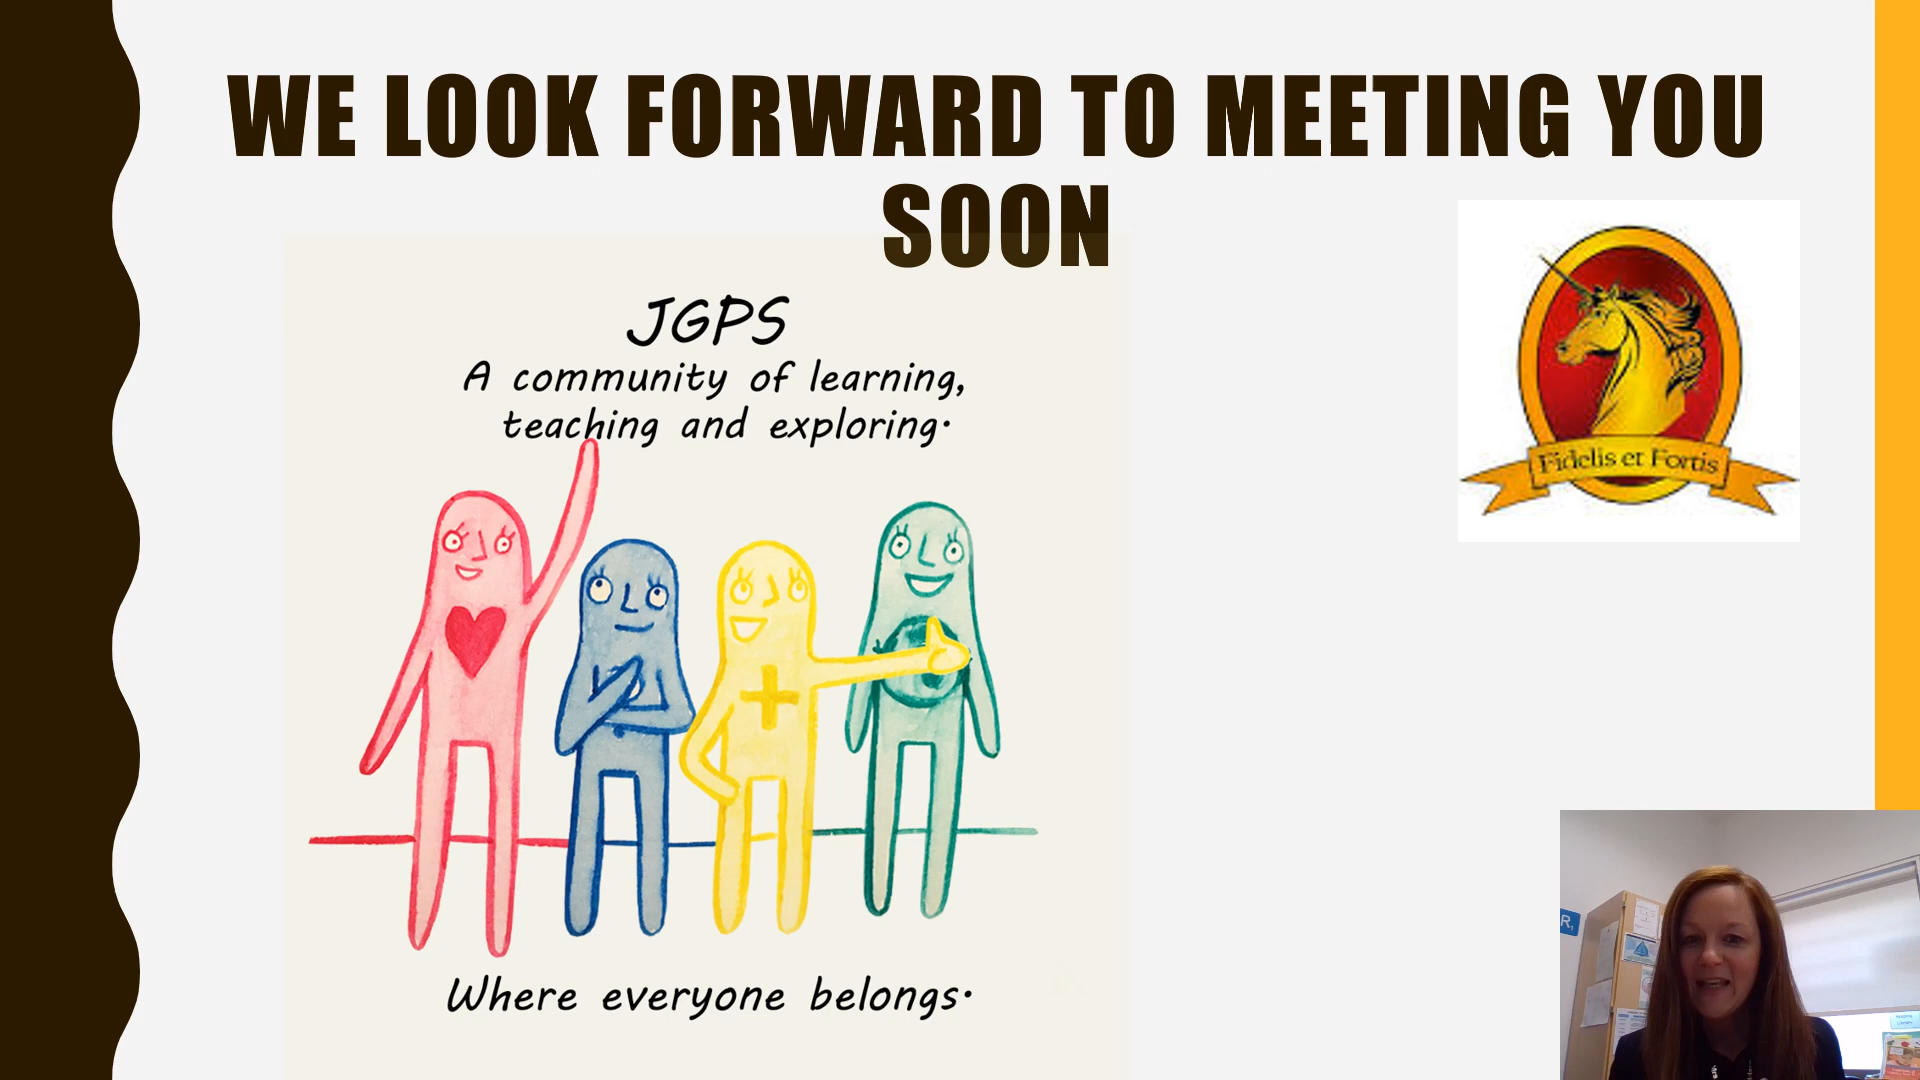 WE LOOK FORWARD TO MEETING YOU
SOON
JGPS
A community of learning,
teaching and exploring.
Fidelis et Fortis
Where everyone belongs.